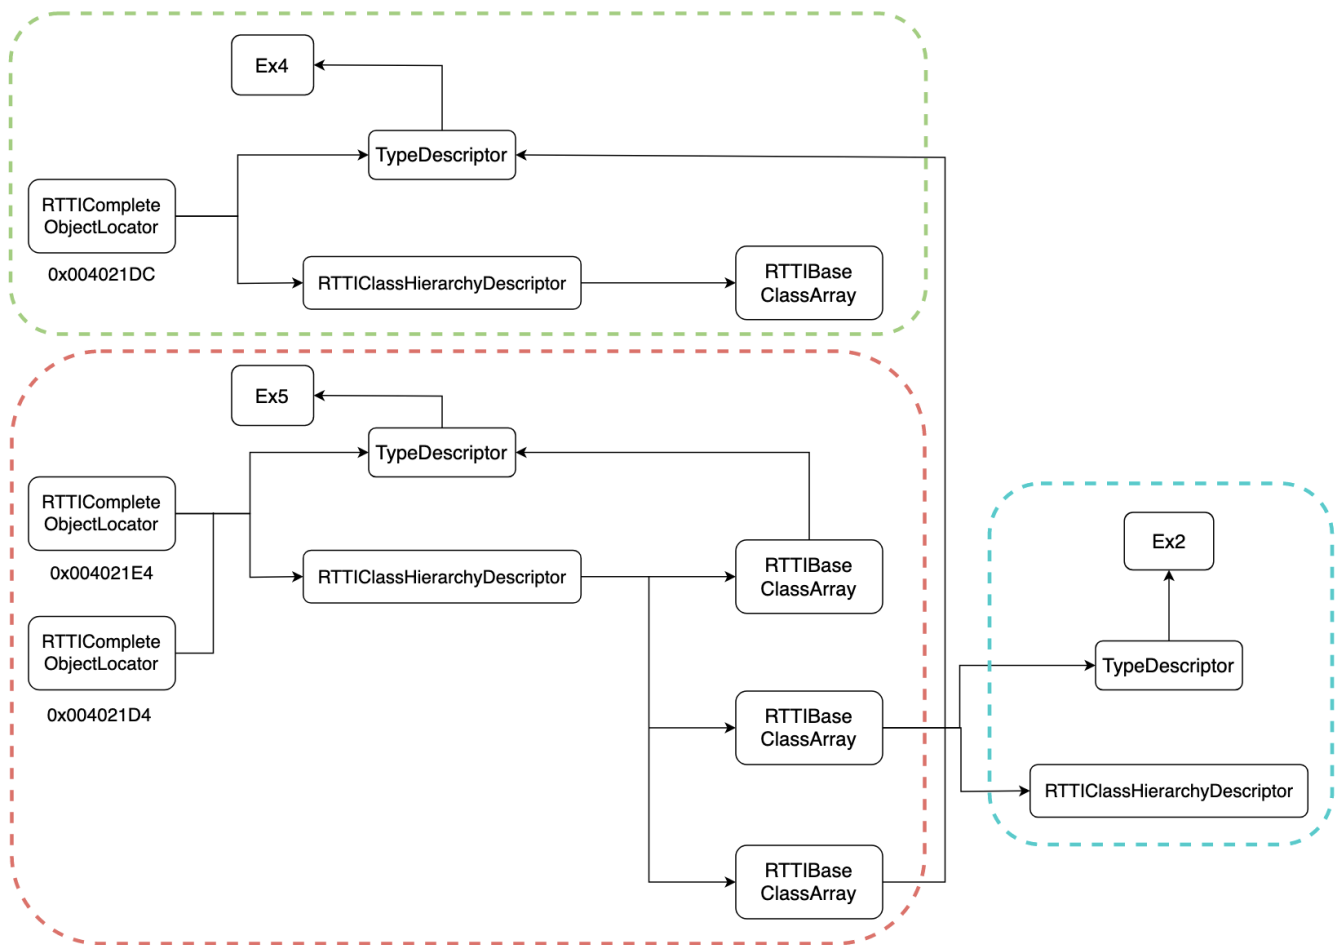 Ex4
TypeDescriptor
RTTIComplete
ObjectLocator
0x004021DC
RTTIClassHierarchyDescriptor
RTTIBase
ClassArray
Ex5
TypeDescriptor
RTTIComplete
ObjectLocator
0x004021E4
RTTIClassHierarchyDescriptor
RTTIBase
ClassArray
RTTIComplete
ObjectLocator
0x004021D4
RTTIBase
ClassArray
RTTIBase
ClassArray
Ex2
TypeDescriptor
RTTIClassHierarchyDescriptor